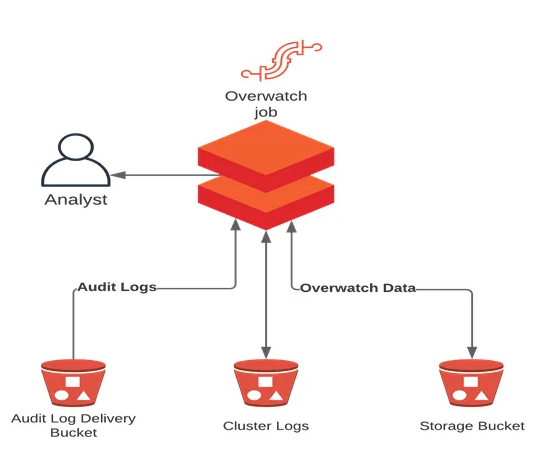 Overwatch
job
Analyst
Audit Logs
Overwatch Data
Audit Log Delivery
Bucket
Cluster Logs
Storage Bucket